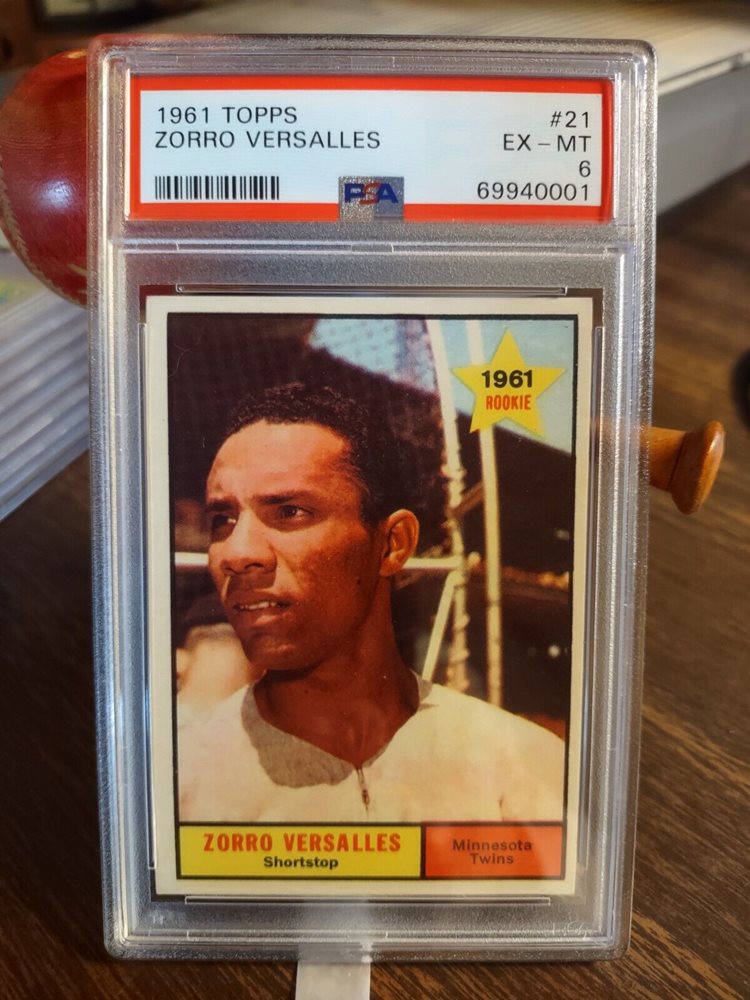 1961 TOPPS #21
ZORRO VERSALLES EX - MT
6
PSA 69940001
1961
ROOKIE
ZORRO VERSALLES
Shortstop
Minnesota
Twins